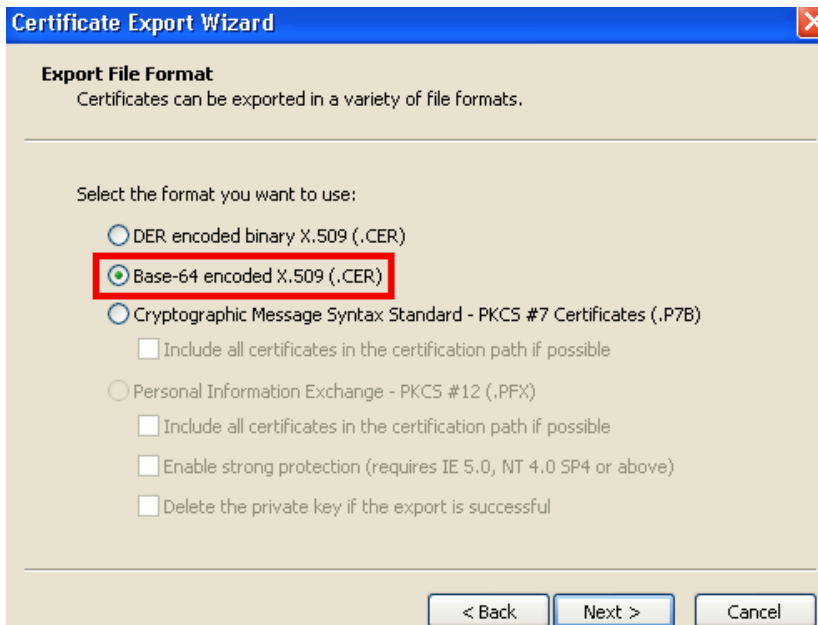 Certificate Export Wizard
Export File Format
Certificates can be exported in a variety of file formats.
Select the format you want to use:
DER encoded binary X.509 (.CER)
Base-64 encoded X.509 (.CER)
Cryptographic Message Syntax Standard - PKCS #7 Certificates (.P7B)
Include all certificates in the certification path if possible
Personal Information Exchange - PKCS #12 (.PFX)
Include all certificates in the certification path if possible
Enable strong protection (requires IE 5.0, NT 4.0 SP4 or above)
Delete the private key if the export is successful
< Back Next > Cancel